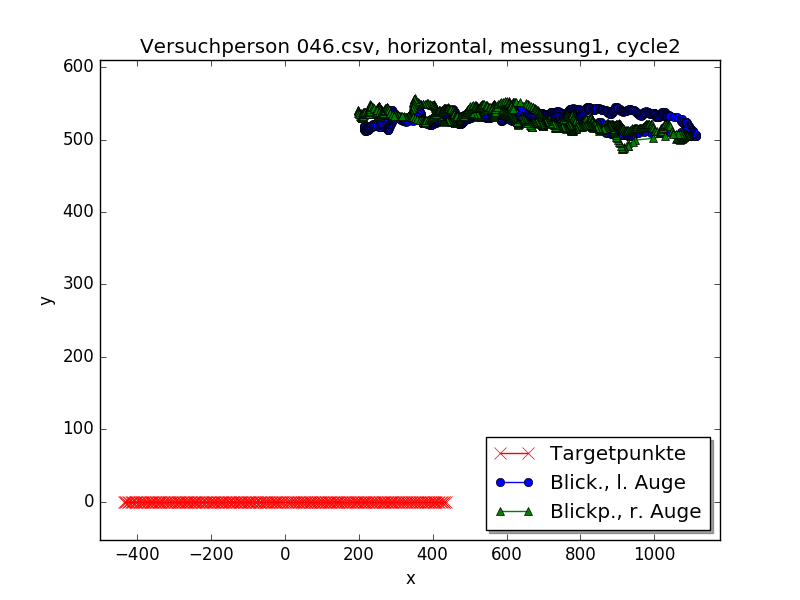 Versuchperson 046.csv, horizontal, messung1, cycle2
600
500
400
300
200
100
0
y
−400 −200 0 200 400 600 800 1000
x
Targetpunkte
Blick., l. Auge
Blickp., r. Auge